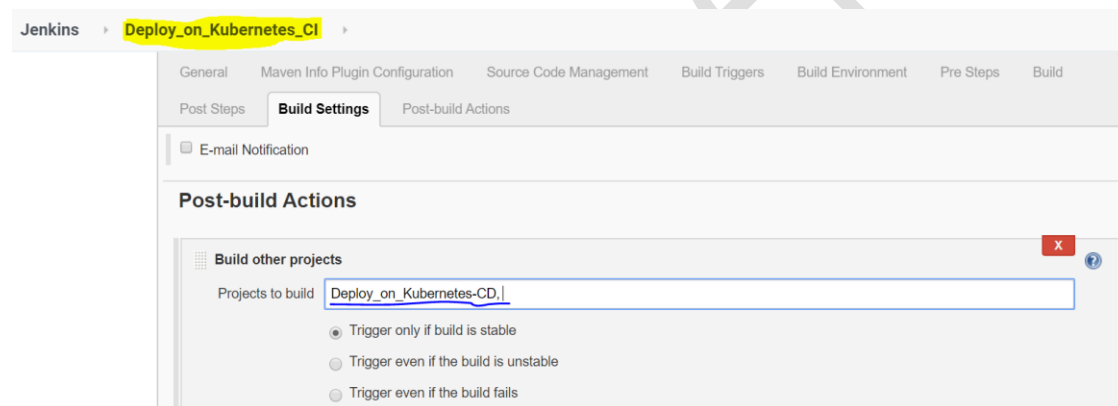 Jenkins Deploy_on_Kubernetes_CI
General Maven Info Plugin Configuration Source Code Management Build Triggers Build Environment Pre Steps Build
Post Steps Build Settings Post-build Actions
E-mail Notification
Post-build Actions
X
Build other projects
?
Projects to build Deploy_on_Kubernetes-CD,
Trigger only if build is stable
Trigger even if the build is unstable
Trigger even if the build fails